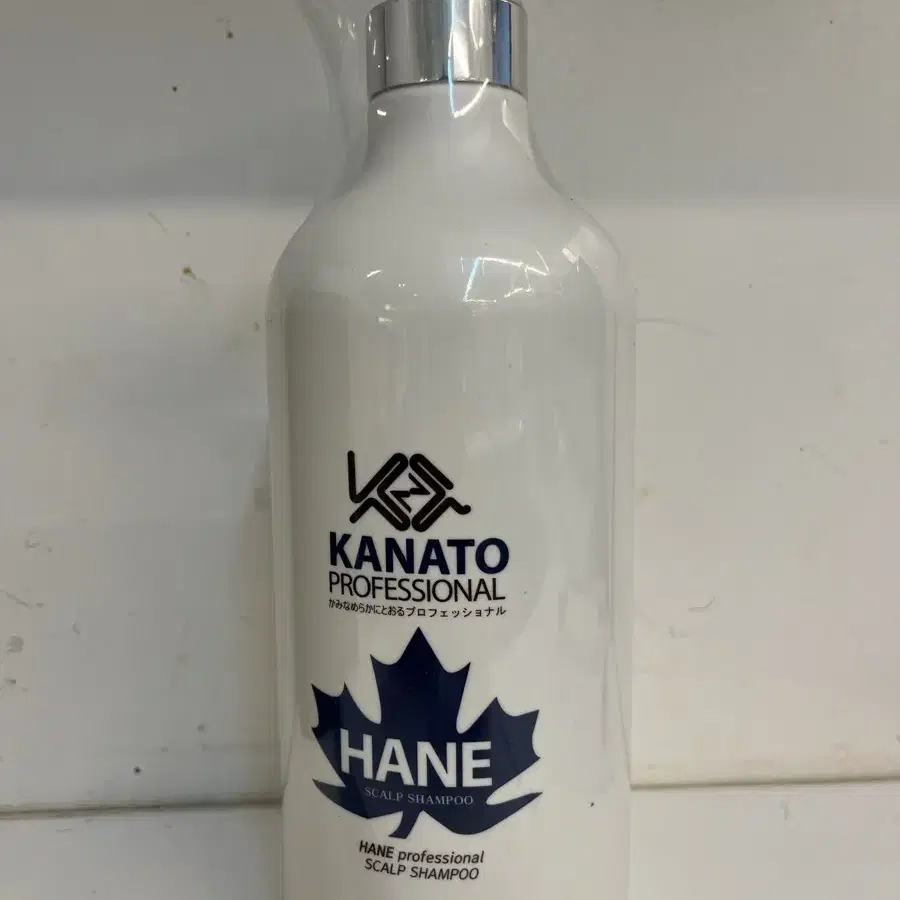 KANATO
PROFESSIONAL
かみなめらかにとおるプロフェッショナル
HANE
SCALP SHAMPOO
HANE professional
SCALP SHAMPOO